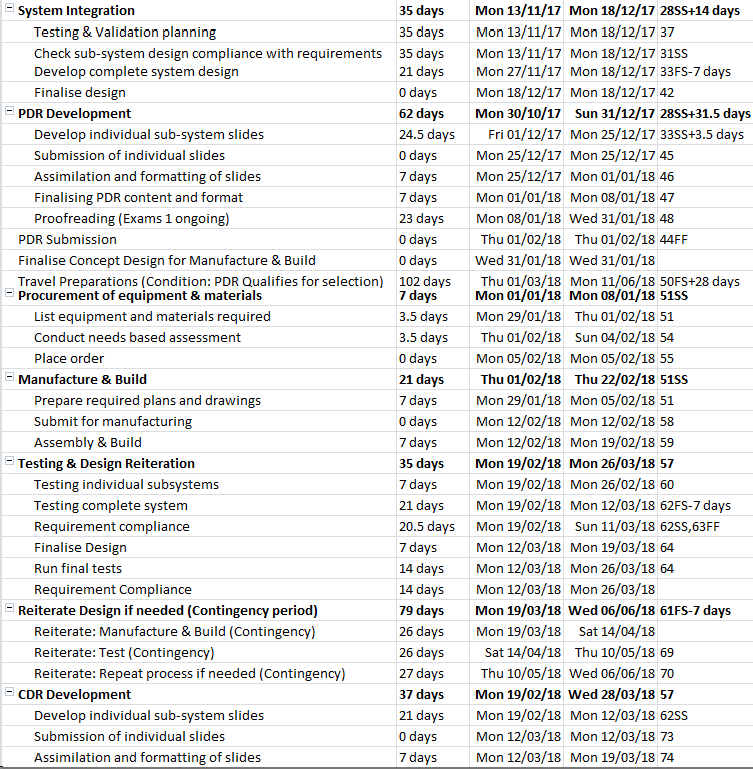 System Integration 35 days Mon 13/11/17 Mon 18/12/17 28SS+14 days
Testing & Validation planning 35 days Mon 13/11/17 Mon 18/12/17 37
Check sub-system design compliance with requirements 35 days Mon 13/11/17 Mon 18/12/17 31SS
Develop complete system design 21 days Mon 27/11/17 Mon 18/12/17 33FS-7 days
Finalise design 0 days Mon 18/12/17 Mon 18/12/17 42
PDR Development 62 days Mon 30/10/17 Sun 31/12/17 28SS+31.5 days
Develop individual sub-system slides 24.5 days Fri 01/12/17 Mon 25/12/17 33SS+3.5 days
Submission of individual slides 0 days Mon 25/12/17 Mon 25/12/17 45
Assimilation and formatting of slides 7 days Mon 25/12/17 Mon 01/01/18 46
Finalising PDR content and format 7 days Mon 01/01/18 Mon 08/01/18 47
Proofreading (Exams 1 ongoing) 23 days Mon 08/01/18 Wed 31/01/18 48
PDR Submission 0 days Thu 01/02/18 Thu 01/02/18 44FF
Finalise Concept Design for Manufacture & Build 0 days Wed 31/01/18 Wed 31/01/18
Travel Preparations (Condition: PDR Qualifies for selection) 102 days Thu 01/03/18 Mon 11/06/18 50FS+28 days
Procurement of equipment & materials 7 days Mon 01/01/18 Mon 08/01/18 51SS
List equipment and materials required 3.5 days Mon 29/01/18 Thu 01/02/18 51
Conduct needs based assessment 3.5 days Thu 01/02/18 Sun 04/02/18 54
Place order 0 days Mon 05/02/18 Mon 05/02/18 55
Manufacture & Build 21 days Thu 01/02/18 Thu 22/02/18 51SS
Prepare required plans and drawings 7 days Mon 29/01/18 Mon 05/02/18 51
Submit for manufacturing 0 days Mon 12/02/18 Mon 12/02/18 58
Assembly & Build 7 days Mon 12/02/18 Mon 19/02/18 59
Testing & Design Reiteration 35 days Mon 19/02/18 Mon 26/03/18 57
Testing individual subsystems 7 days Mon 19/02/18 Mon 26/02/18 60
Testing complete system 21 days Mon 19/02/18 Mon 12/03/18 62FS-7 days
Requirement compliance 20.5 days Mon 19/02/18 Sun 11/03/18 62SS,63FF
Finalise Design 7 days Mon 12/03/18 Mon 19/03/18 64
Run final tests 14 days Mon 12/03/18 Mon 26/03/18 64
Requirement Compliance 14 days Mon 12/03/18 Mon 26/03/18
Reiterate Design if needed (Contingency period) 79 days Mon 19/03/18 Wed 06/06/18 61FS-7 days
Reiterate: Manufacture & Build (Contingency) 26 days Mon 19/03/18 Sat 14/04/18
Reiterate: Test (Contingency) 26 days Sat 14/04/18 Thu 10/05/18 69
Reiterate: Repeat process if needed (Contingency) 27 days Thu 10/05/18 Wed 06/06/18 70
CDR Development 37 days Mon 19/02/18 Wed 28/03/18 57
Develop individual sub-system slides 21 days Mon 19/02/18 Mon 12/03/18 62SS
Submission of individual slides 0 days Mon 12/03/18 Mon 12/03/18 73
Assimilation and formatting of slides 7 days Mon 12/03/18 Mon 19/03/18 74